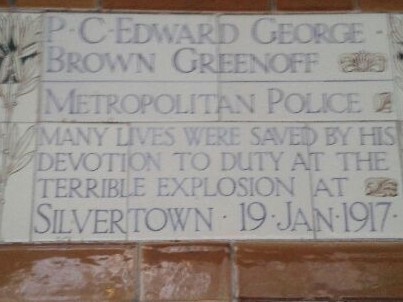 P·C·EDWARD GEORGE·
BROWN GREENOFF
METROPOLITAN POLICE
MANY LIVES WERE SAVED BY HIS
DEVOTION TO DUTY AT THE
TERRIBLE EXPLOSION AT
SILVERTOWN·19·JAN·1917·